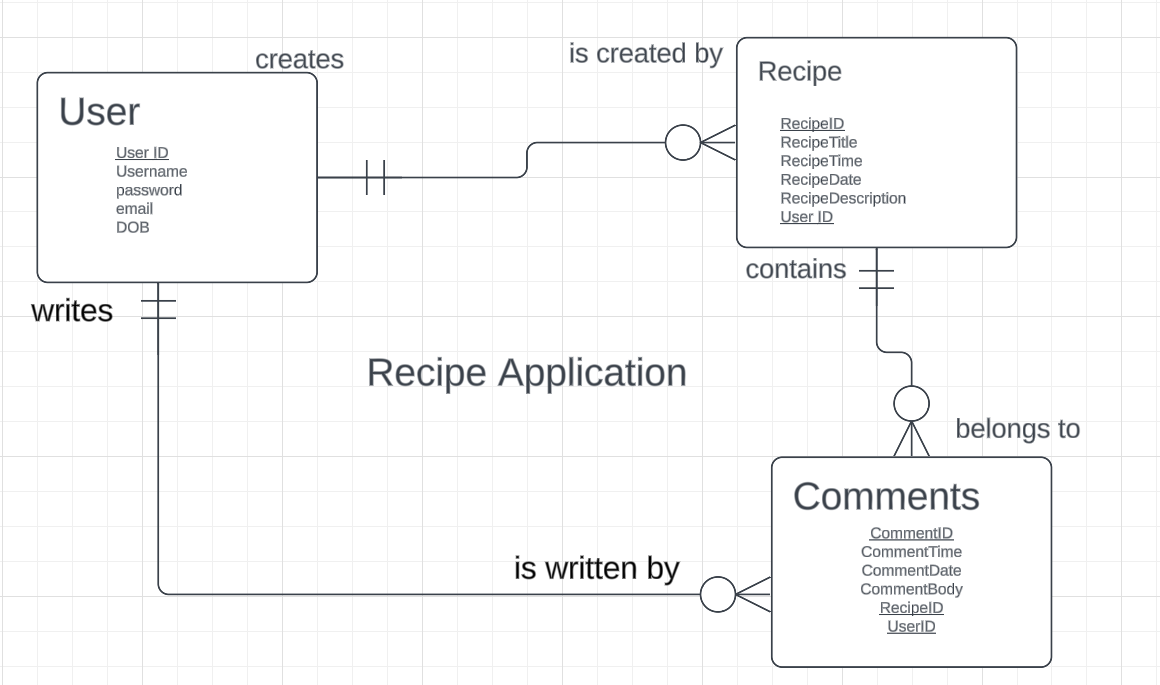 creates
is created by
User
User ID
Username
password
email
DOB
Recipe
RecipeID
RecipeTitle
RecipeTime
RecipeDate
RecipeDescription
User ID
writes
contains
Recipe Application
belongs to
Comments
CommentID
CommentTime
CommentDate
CommentBody
RecipeID
UserID
is written by